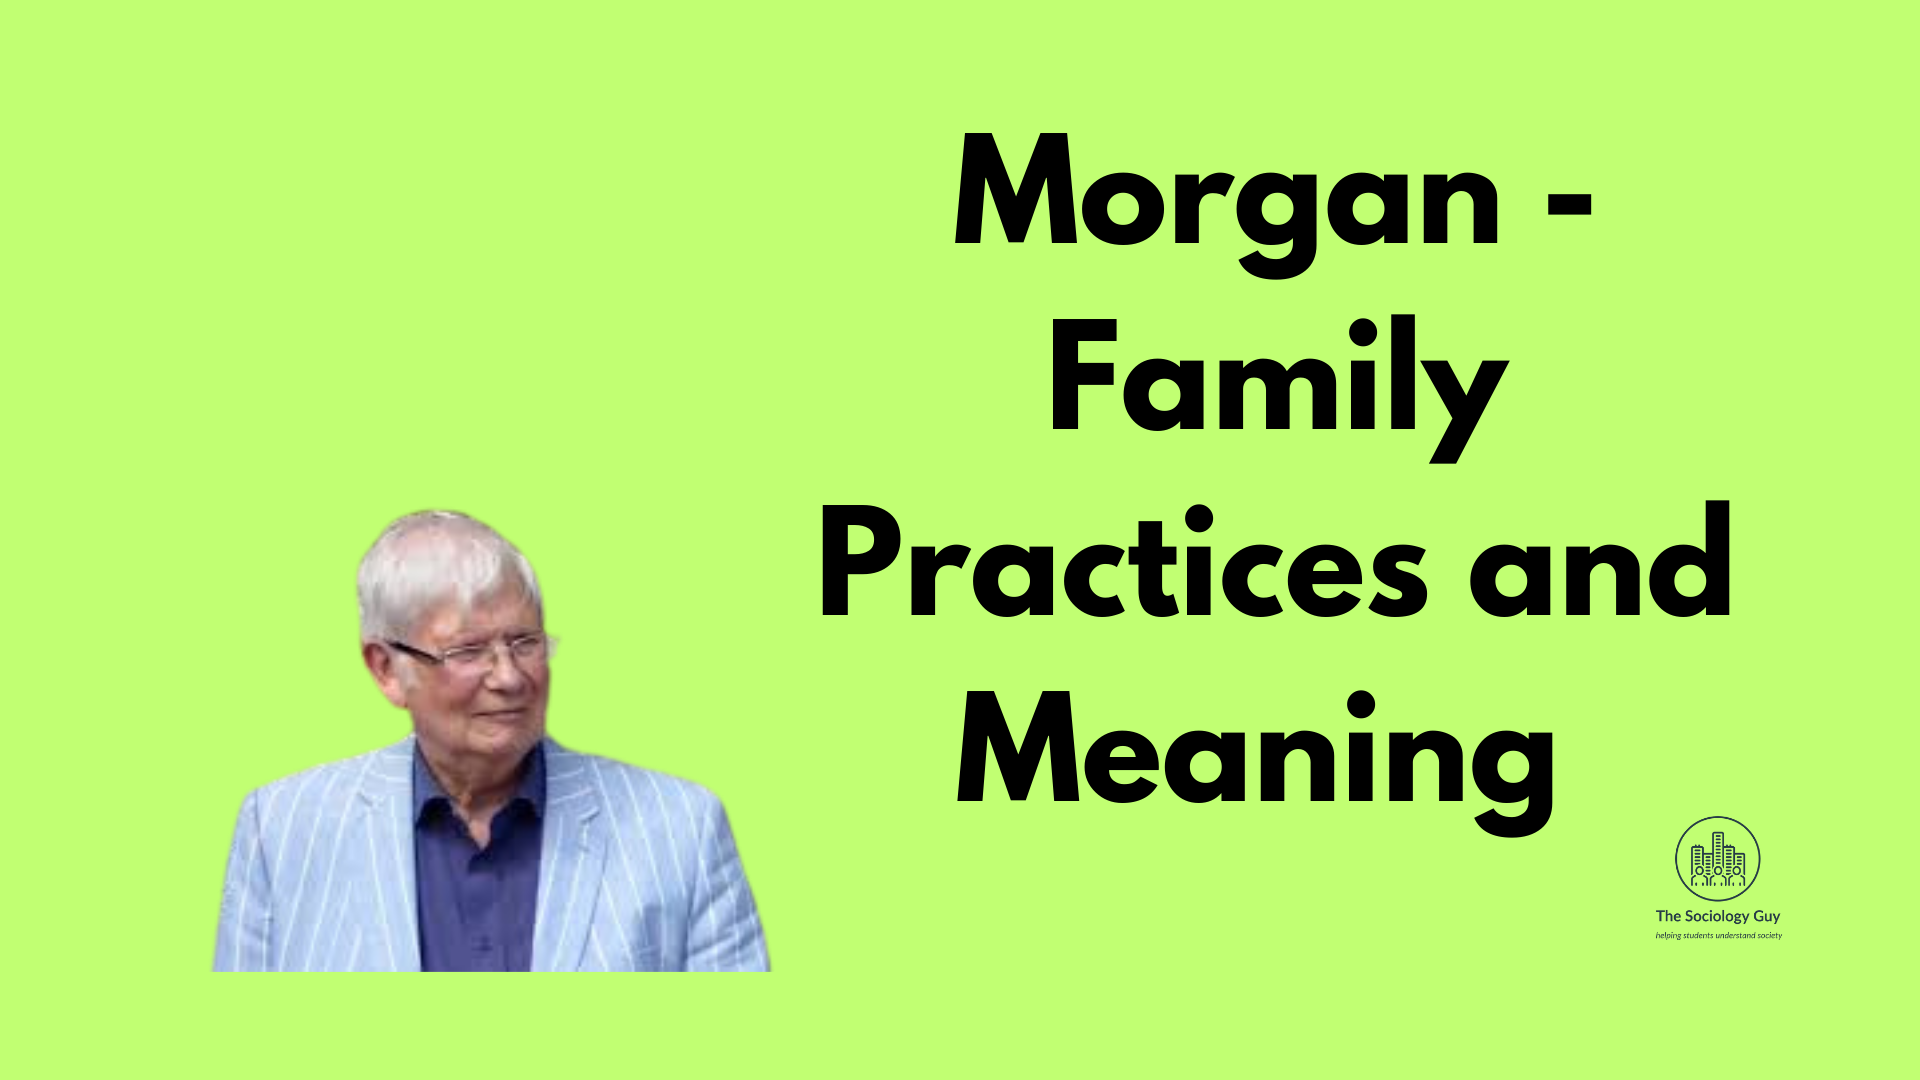 Morgan -
Family
Practices and
Meaning
The Sociology Guy
helping students understand society